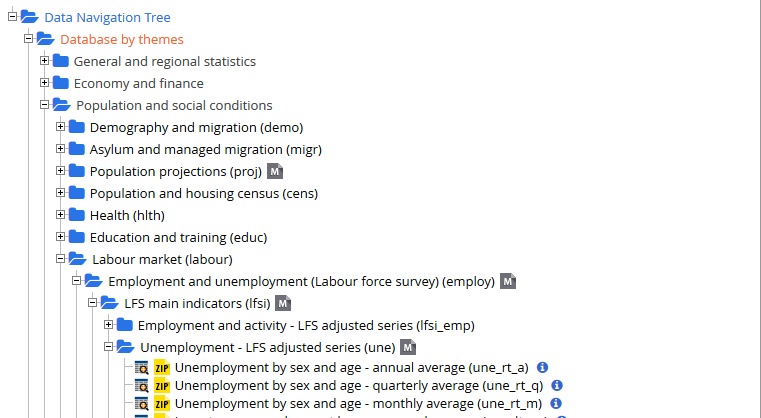 Data Navigation Tree
Database by themes
General and regional statistics
Economy and finance
Population and social conditions
Demography and migration (demo)
Asylum and managed migration (migr)
Population projections (proj) M
Population and housing census (cens)
Health (hlth)
Education and training (educ)
Labour market (labour)
Employment and unemployment (Labour force survey) (employ) M
LFS main indicators (lfsi) M
Employment and activity - LFS adjusted series (lfsi_emp)
Unemployment - LFS adjusted series (une) M
ZIP Unemployment by sex and age - annual average (une_rt_a) i
ZIP Unemployment by sex and age - quarterly average (une_rt_q) i
ZIP Unemployment by sex and age - monthly average (une_rt_m) i